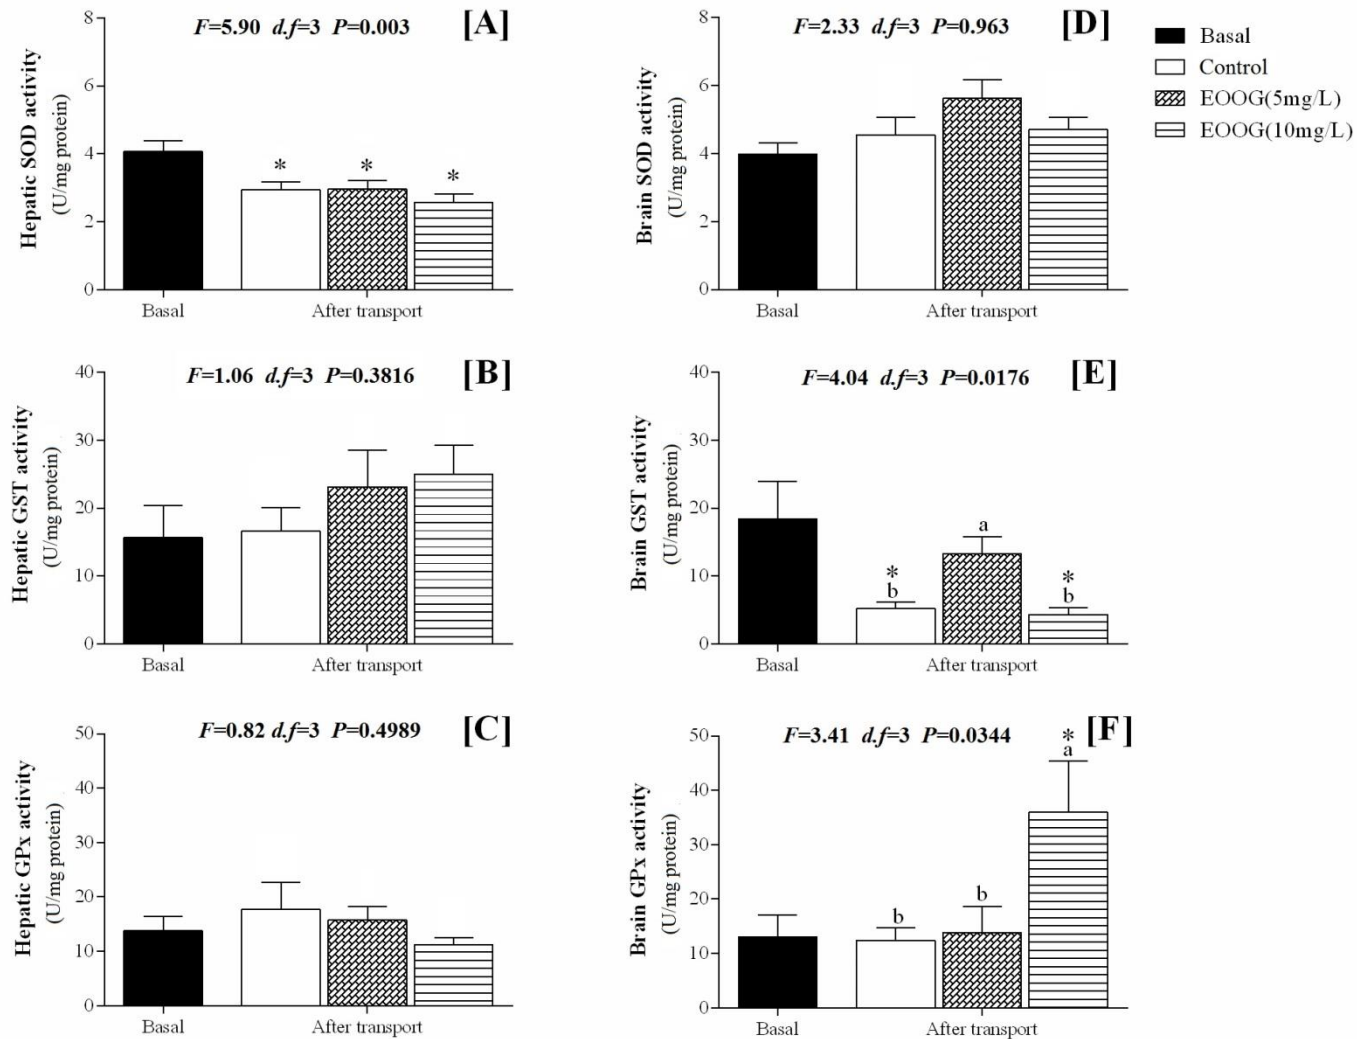 F=5.90 d.f=3 P=0.003
[A]
Hepatic SOD activity
(U/mg protein)
8
6
4
2
0
*
*
*
Basal
After transport
F=2.33 d.f=3 P=0.963
[D]
Brain SOD activity
(U/mg protein)
8
6
4
2
0
Basal
After transport
Basal
Control
EOOG(5mg/L)
EOOG(10mg/L)
F=1.06 d.f=3 P=0.3816
[B]
Hepatic GST activity
(U/mg protein)
40
30
20
10
0
Basal
After transport
F=4.04 d.f=3 P=0.0176
[E]
Brain GST activity
(U/mg protein)
40
30
20
10
0
*
b
a
*
b
Basal
After transport
F=0.82 d.f=3 P=0.4989
[C]
Hepatic GPx activity
(U/mg protein)
50
40
30
20
10
0
Basal
After transport
F=3.41 d.f=3 P=0.0344
[F]
Brain GPx activity
(U/mg protein)
50
40
30
20
10
0
b
b
*
a
Basal
After transport